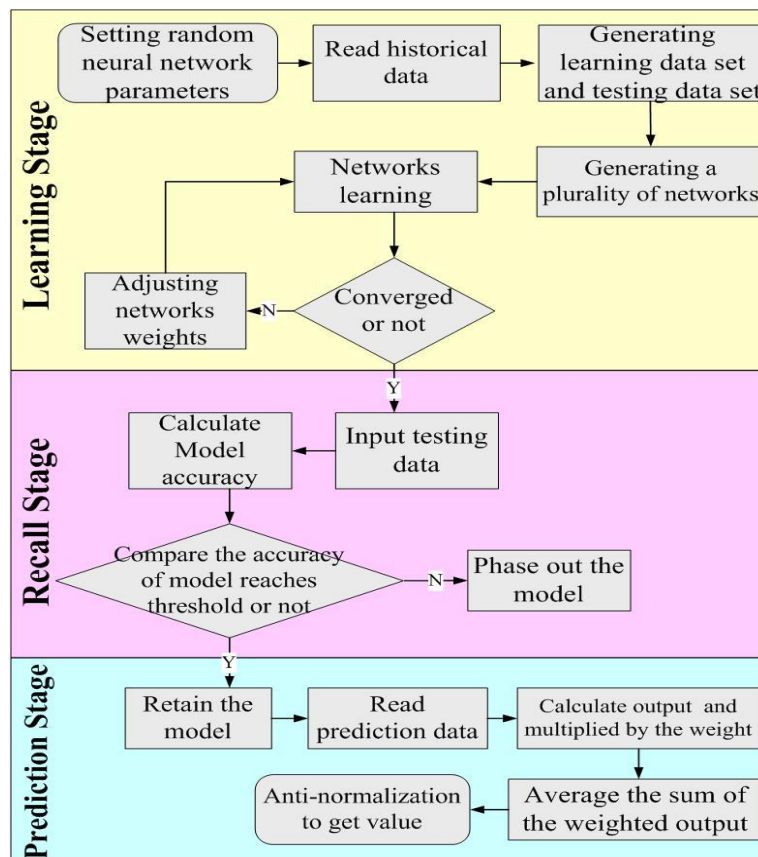 Learning Stage
Setting random
neural network
parameters
Read historical
data
Generating
learning data set
and testing data set
Generating a
plurality of networks
Networks
learning
Converged
or not
N
Adjusting
networks
weights
Y
Recall Stage
Input testing
data
Calculate
Model
accuracy
Compare the accuracy
of model reaches
threshold or not
N
Phase out the
model
Y
Prediction Stage
Retain the
model
Read
prediction data
Calculate output and
multiplied by the weight
Average the sum of
the weighted output
Anti-normalization
to get value